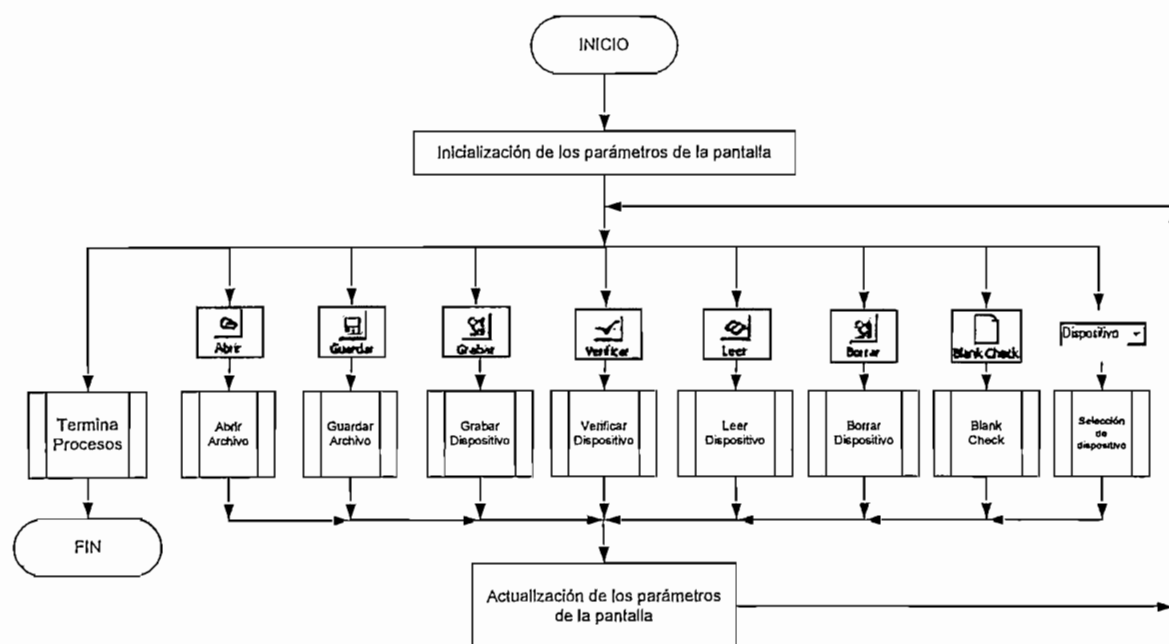 INICIO
Inicialización de los parámetros de la pantalla
Abrir
Guardar
Grabar
Verificar
Leer
Borrar
Blank Check
Dispositivo
Termina
Procesos
Abrir
Archivo
Guardar
Archivo
Grabar
Dispositivo
Verificar
Dispositivo
Leer
Dispositivo
Borrar
Dispositivo
Blank
Check
Selección
de
dispositivo
FIN
Actualización de los parámetros
de la pantalla